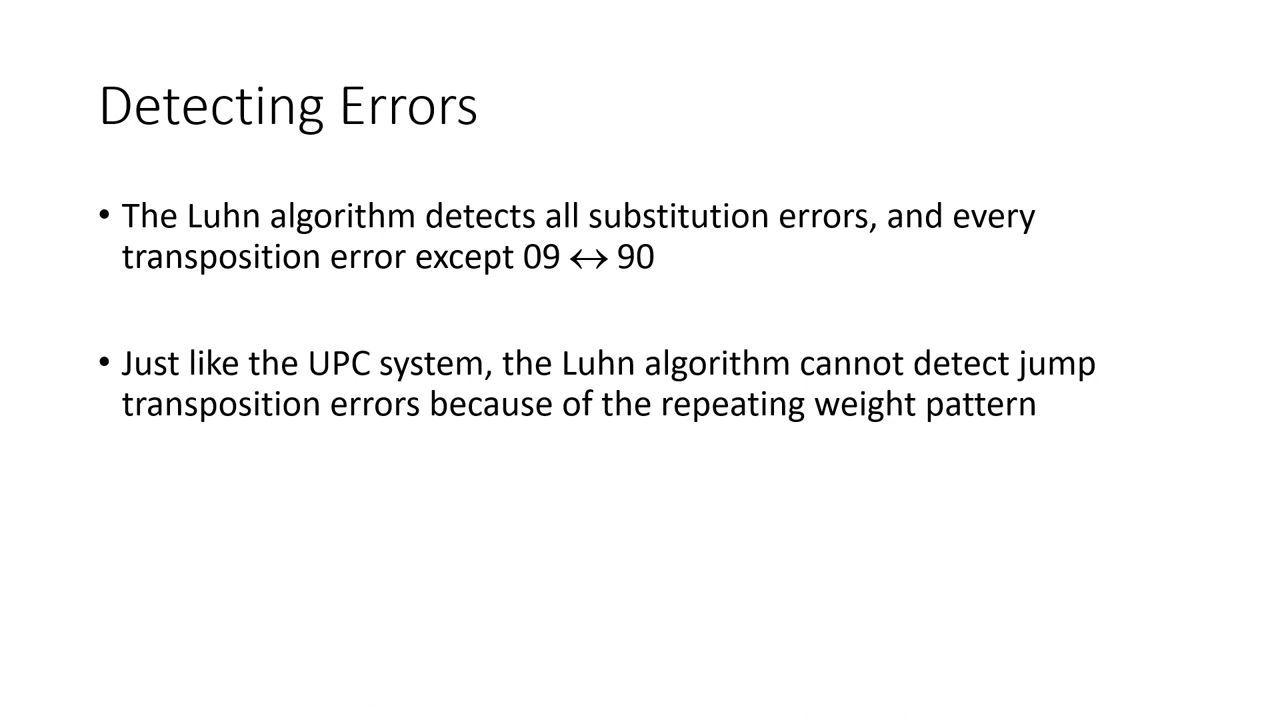 Detecting Errors
• The Luhn algorithm detects all substitution errors, and every
transposition error except 09 ↔ 90
• Just like the UPC system, the Luhn algorithm cannot detect jump
transposition errors because of the repeating weight pattern